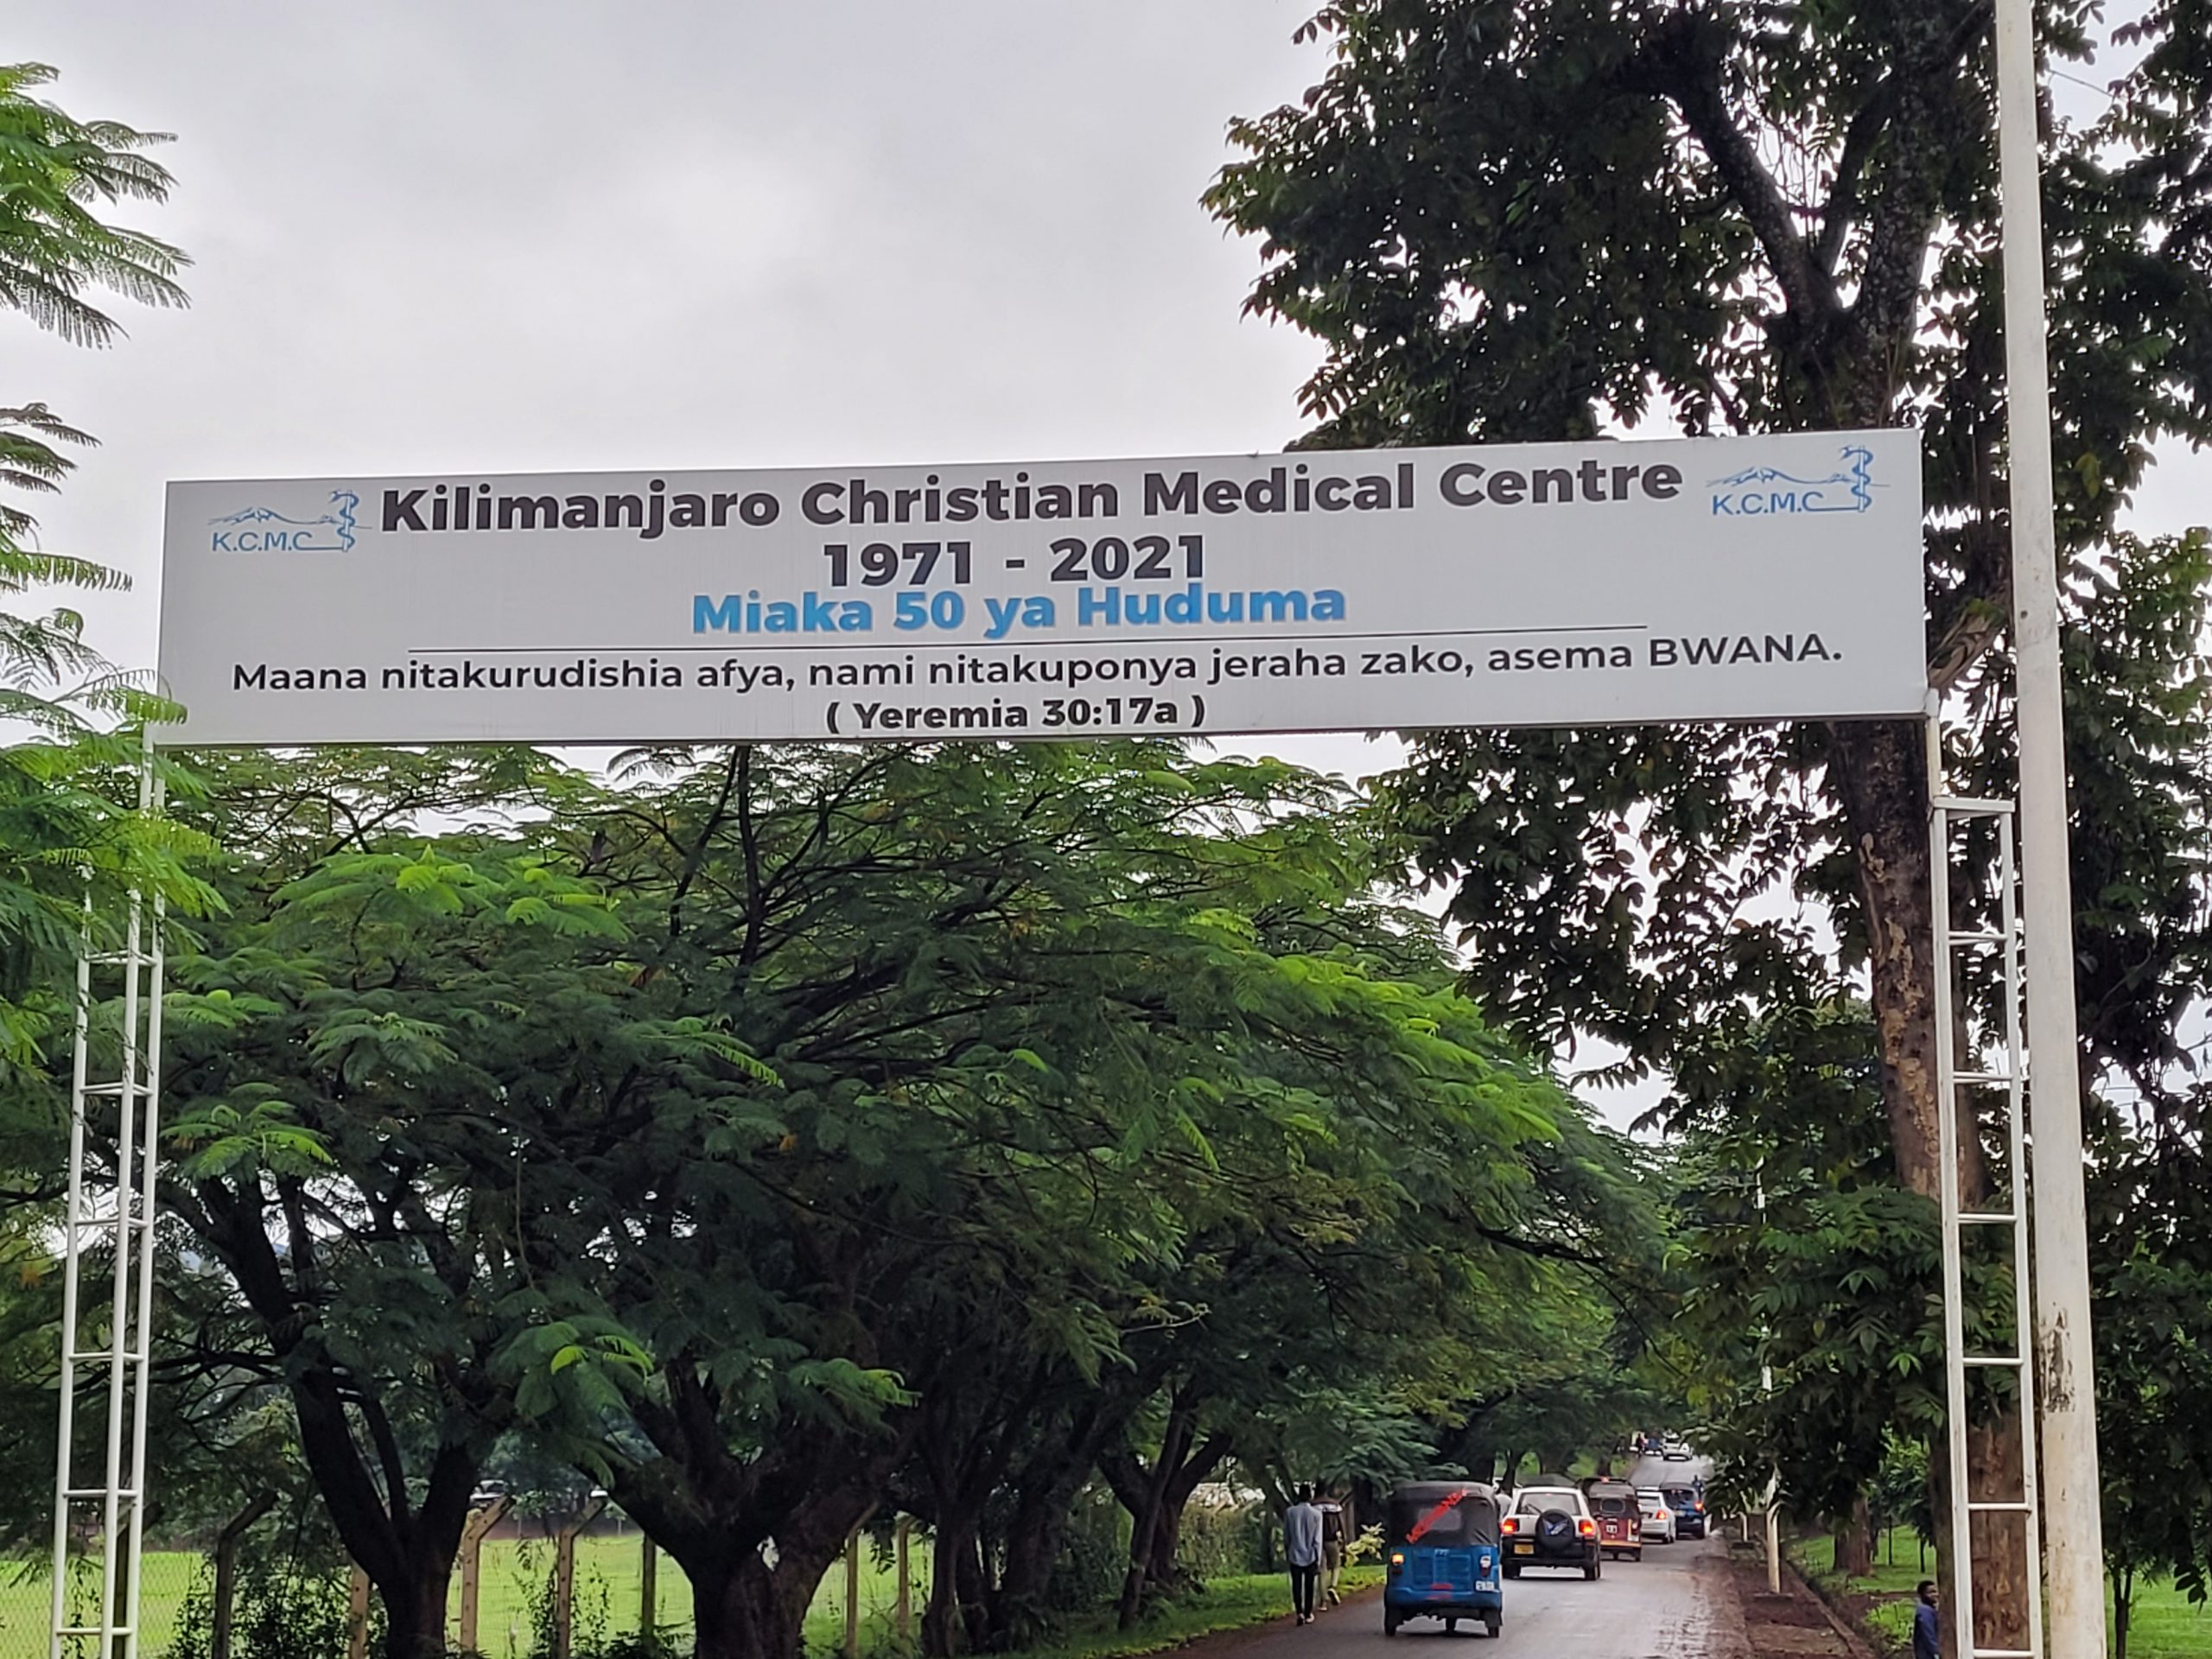 K.C.M.C
Kilimanjaro Christian Medical Centre
K.C.M.C
1971 - 2021
Miaka 50 ya Huduma
Maana nitakurudishia afya, nami nitakuponya jeraha zako, asema BWANA.
( Yeremia 30:17a )